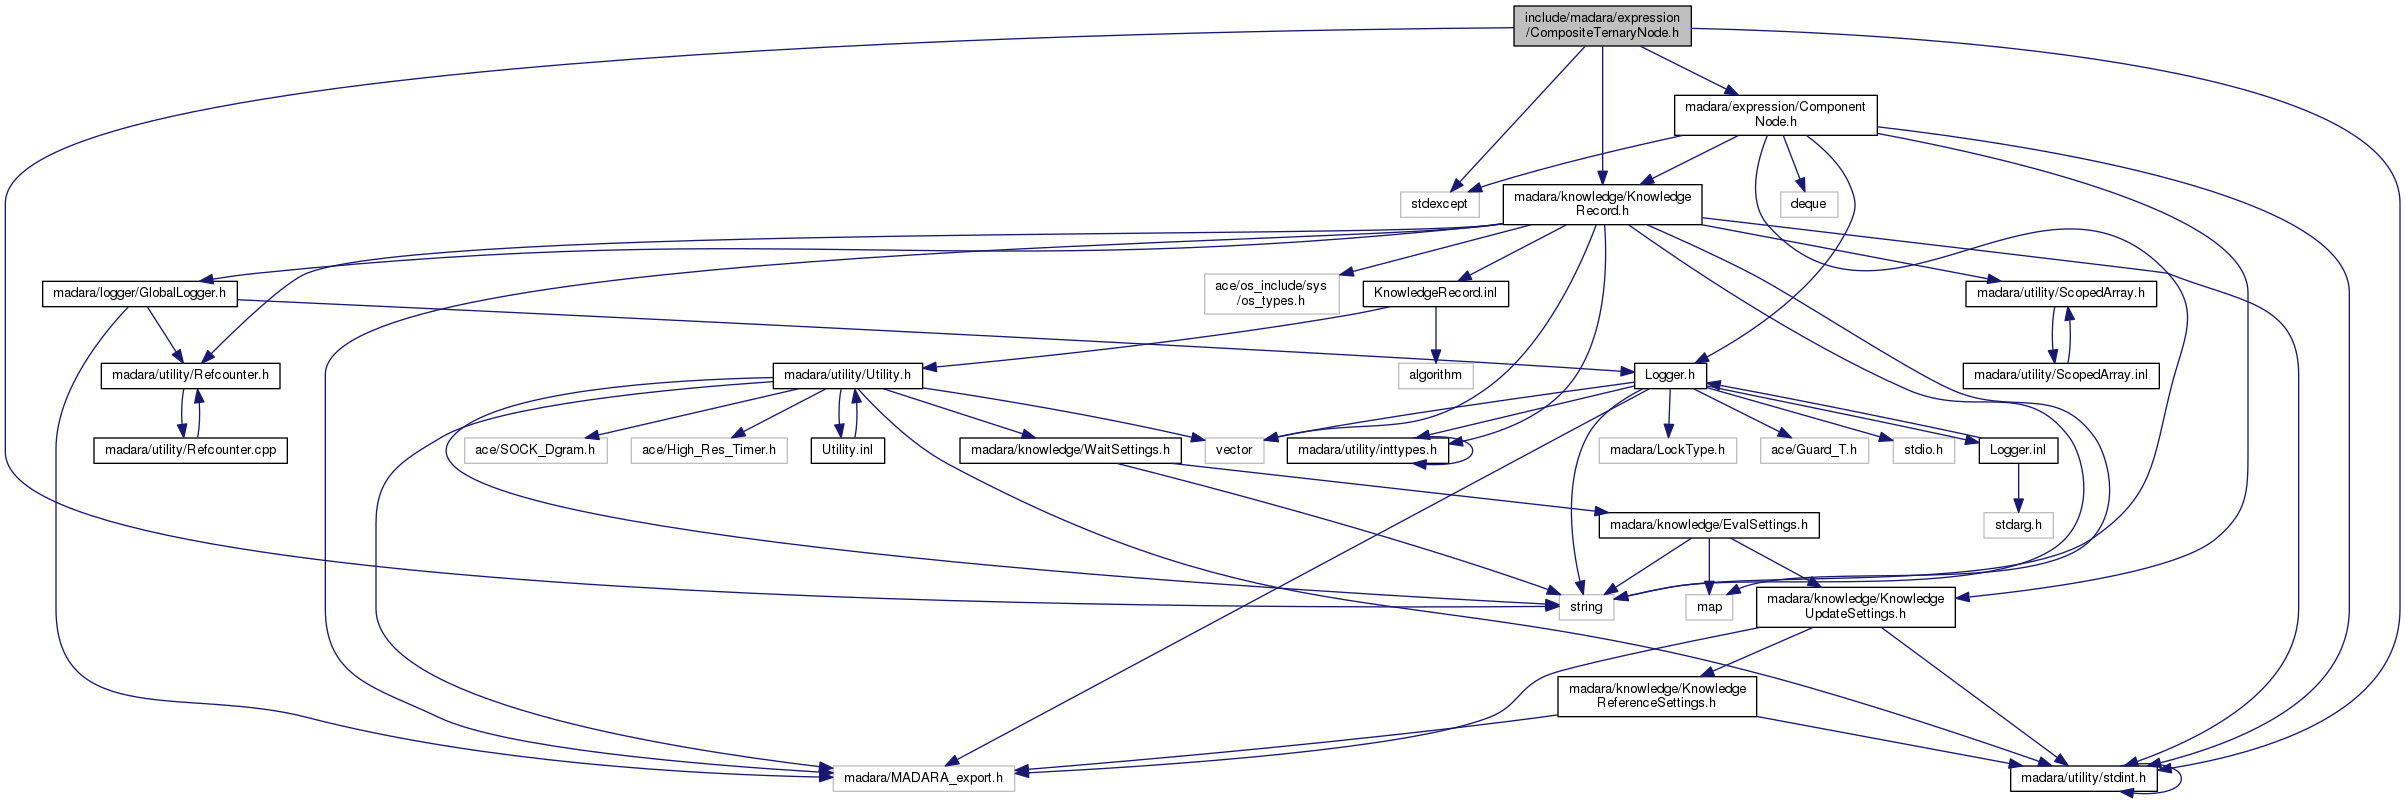 include/madara/expression
/CompositeTernaryNode.h
madara/expression/Component
Node.h
stdexcept
madara/knowledge/Knowledge
Record.h
deque
madara/logger/GlobalLogger.h
ace/os_include/sys
/os_types.h
KnowledgeRecord.inl
madara/utility/ScopedArray.h
madara/utility/Refcounter.h
madara/utility/Utility.h
algorithm
Logger.h
madara/utility/ScopedArray.inl
madara/utility/Refcounter.cpp
ace/SOCK_Dgram.h
ace/High_Res_Timer.h
Utility.inl
madara/knowledge/WaitSettings.h
vector
madara/utility/inttypes.h
madara/LockType.h
ace/Guard_T.h
stdio.h
Logger.inl
madara/knowledge/EvalSettings.h
stdarg.h
string
map
madara/knowledge/Knowledge
UpdateSettings.h
madara/knowledge/Knowledge
ReferenceSettings.h
madara/MADARA_export.h
madara/utility/stdint.h